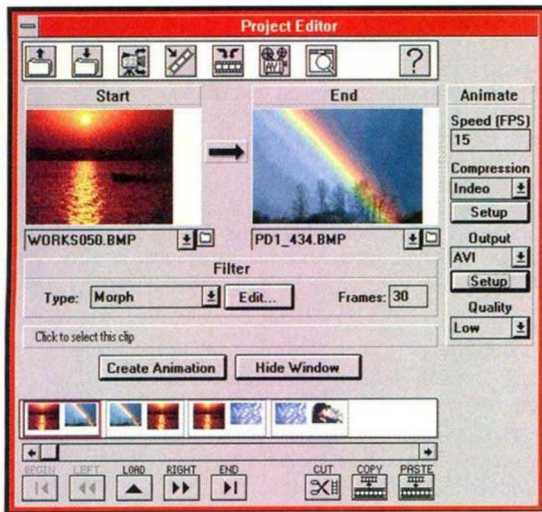 Project Editor
AVI
?
Start
End
Animate
Speed (FPS)
15
Compression
Indeo
Setup
Output
AVI
Setup
Quality
Low
WORKS050.BMP
PD1_434.BMP
Filter
Type: Morph
Edit...
Frames: 30
Click to select this clip
Create Animation
Hide Window
BEGIN
LEFT
LOAD
RIGHT
END
CUT
COPY
PASTE